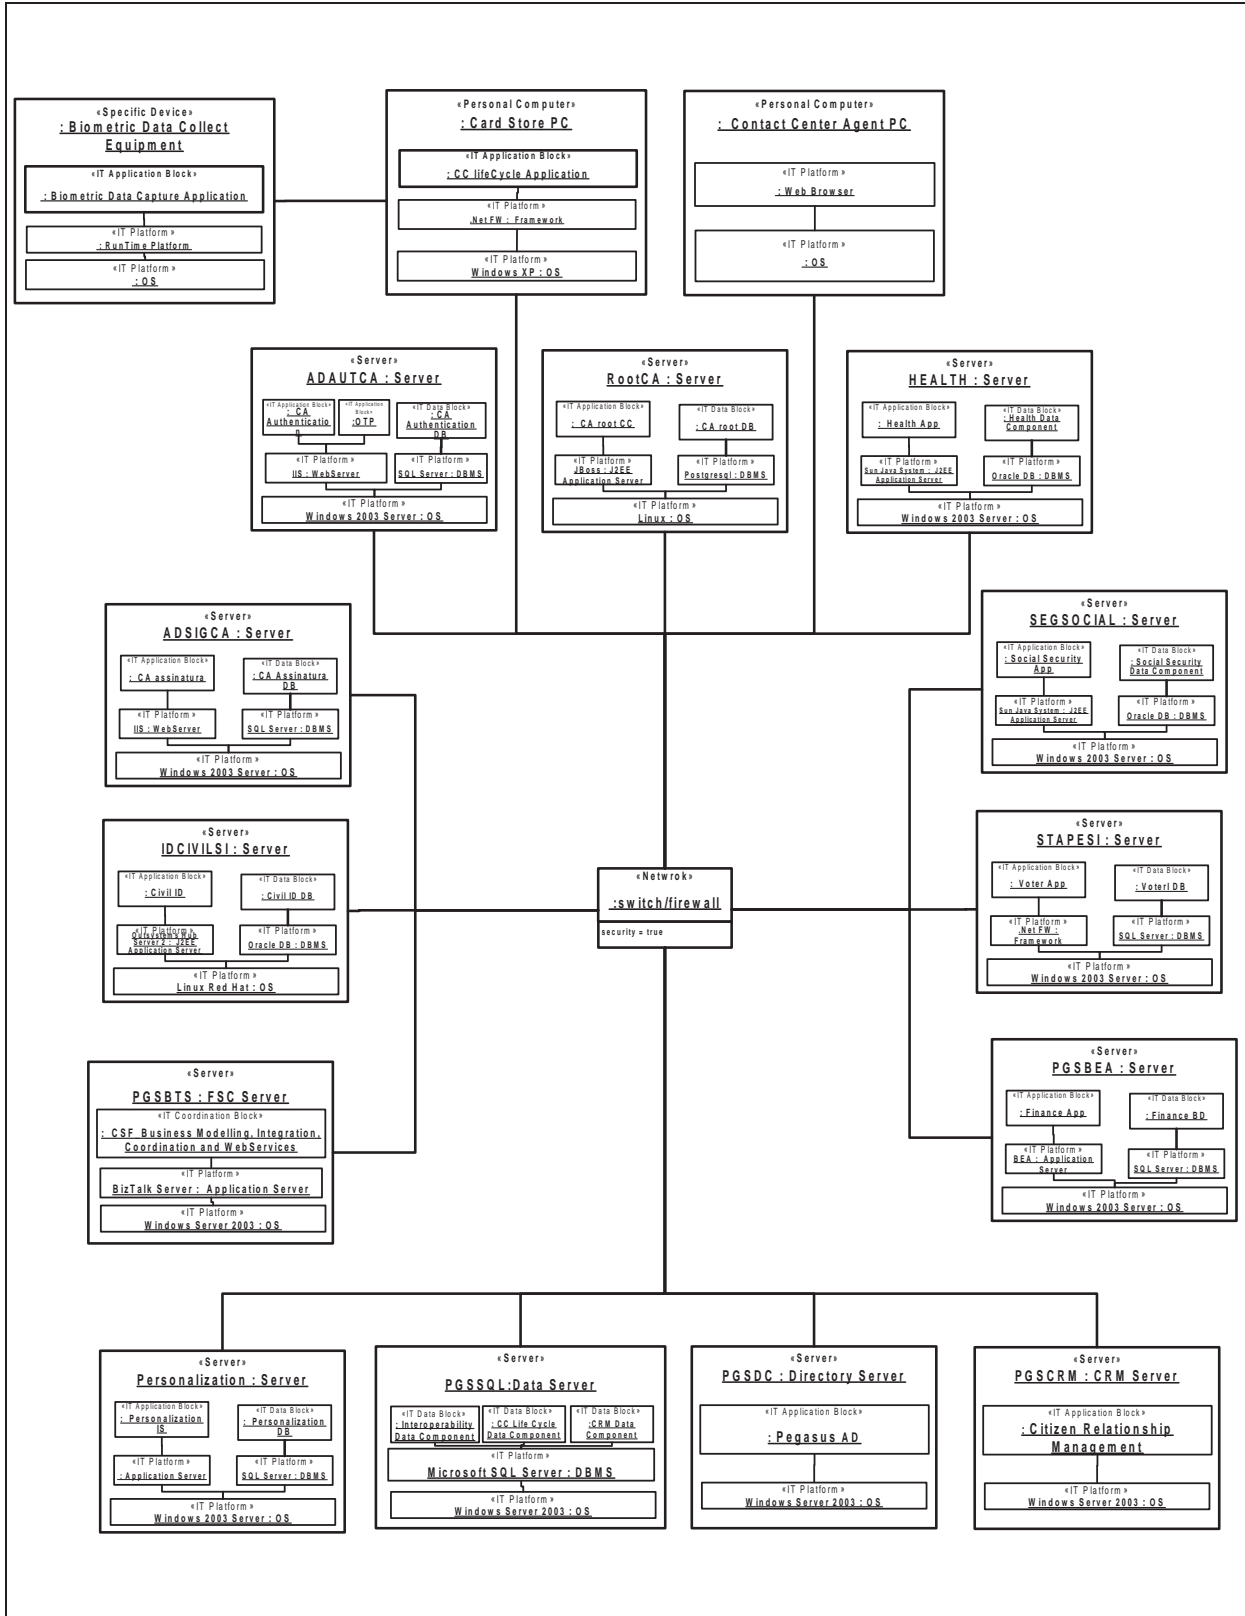 «Specific Device»
: Biometric Data Collect
Equipment
«IT Application Block»
: Biometric Data Capture Application
«IT Platform»
: RunTime Platform
«IT Platform»
: OS
«Personal Computer»
: Card Store PC
«IT Application Block»
: CC lifeCycle Application
«IT Platform»
.Net FW : Framework
«IT Platform»
Windows XP : OS
«Personal Computer»
: Contact Center Agent PC
«IT Platform»
: Web Browser
«IT Platform»
: OS
«Server»
ADAUTCA : Server
«IT Application Block»
: CA
Authenticatio
n
«IT Application
Block»
:OTP
«IT Data Block»
: CA
Authentication
DB
«IT Platform»
IIS : WebServer
«IT Platform»
SQL Server : DBMS
«IT Platform»
Windows 2003 Server : OS
«Server»
RootCA : Server
«IT Application Block»
: CA root CC
«IT Data Block»
: CA root DB
«IT Platform»
JBoss : J2EE
Application Server
«IT Platform»
Postgresql : DBMS
«IT Platform»
Linux : OS
«Server»
HEALTH : Server
«IT Application Block»
: Health App
«IT Data Block»
: Health Data
Component
«IT Platform»
Sun Java System : J2EE
Application Server
«IT Platform»
Oracle DB : DBMS
«IT Platform»
Windows 2003 Server : OS
«Server»
ADSIGCA : Server
«IT Application Block»
: CA assinatura
«IT Data Block»
: CA Assinatura
DB
«IT Platform»
IIS : WebServer
«IT Platform»
SQL Server : DBMS
«IT Platform»
Windows 2003 Server : OS
«Server»
SEGSOCIAL : Server
«IT Application Block»
: Social Security
App
«IT Data Block»
: Social Security
Data Component
«IT Platform»
Sun Java System : J2EE
Application Server
«IT Platform»
Oracle DB : DBMS
«IT Platform»
Windows 2003 Server : OS
«Server»
IDCIVILSI : Server
«IT Application Block»
: Civil ID
«IT Data Block»
: Civil ID DB
«IT Platform»
Outsystems Hub
Server 2 : J2EE
Application Server
«IT Platform»
Oracle DB : DBMS
«IT Platform»
Linux Red Hat : OS
«Netwrok»
:switch/firewall
security = true
«Server»
STAPESI : Server
«IT Application Block»
: Voter App
«IT Data Block»
: VoterI DB
«IT Platform»
.Net FW :
Framework
«IT Platform»
SQL Server : DBMS
«IT Platform»
Windows 2003 Server : OS
«Server»
PGSBTS : FSC Server
«IT Coordination Block»
: CSF Business Modelling, Integration,
Coordination and WebServices
«IT Platform»
BizTalk Server : Application Server
«IT Platform»
Windows Server 2003 : OS
«Server»
PGSBEA : Server
«IT Application Block»
: Finance App
«IT Data Block»
: Finance BD
«IT Platform»
BEA : Application
Server
«IT Platform»
SQL Server : DBMS
«IT Platform»
Windows 2003 Server : OS
«Server»
Personalization : Server
«IT Application Block»
: Personalization
IS
«IT Data Block»
: Personalization
DB
«IT Platform»
: Application Server
«IT Platform»
SQL Server : DBMS
«IT Platform»
Windows 2003 Server : OS
«Server»
PGSSQL:Data Server
«IT Data Block»
: Interoperability
Data Component
«IT Data Block»
: CC Life Cycle
Data Component
«IT Data Block»
:CRM Data
Component
«IT Platform»
Microsoft SQL Server : DBMS
«IT Platform»
Windows Server 2003 : OS
«Server»
PGSDC : Directory Server
«IT Application Block»
: Pegasus AD
«IT Platform»
Windows Server 2003 : OS
«Server»
PGSCRM : CRM Server
«IT Application Block»
: Citizen Relationship
Management
«IT Platform»
Windows Server 2003 : OS